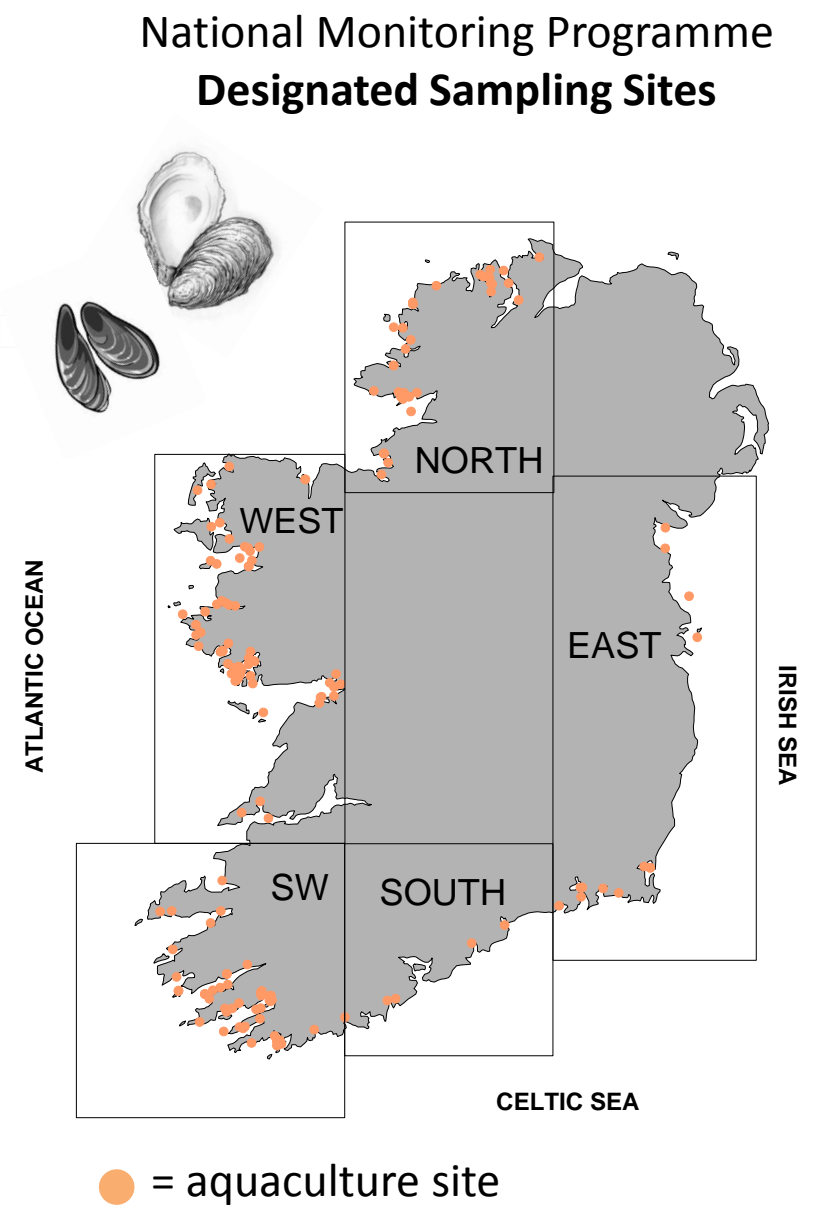 National Monitoring Programme
Designated Sampling Sites
NORTH
WEST
ATLANTIC OCEAN
EAST
IRISH SEA
SW
SOUTH
CELTIC SEA
= aquaculture site